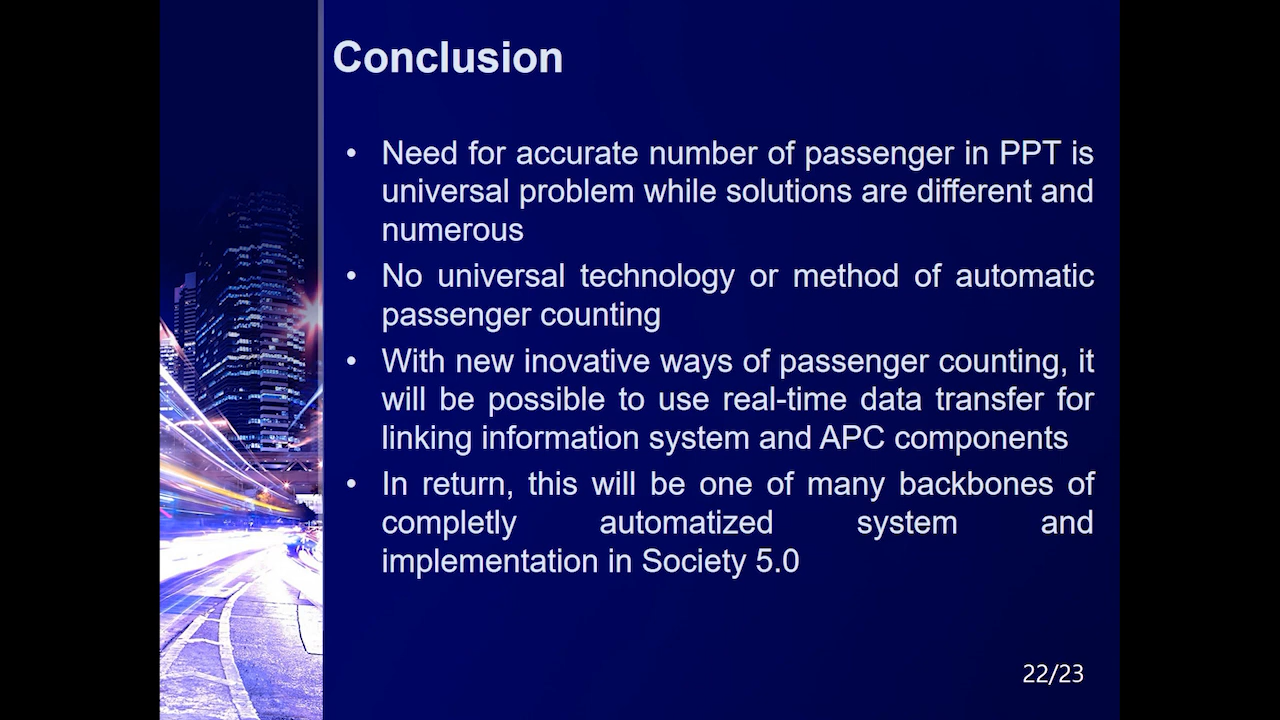 Conclusion
• Need for accurate number of passenger in PPT is
universal problem while solutions are different and
numerous
• No universal technology or method of automatic
passenger counting
• With new inovative ways of passenger counting, it
will be possible to use real-time data transfer for
linking information system and APC components
• In return, this will be one of many backbones of
completly automatized system and
implementation in Society 5.0
22/23